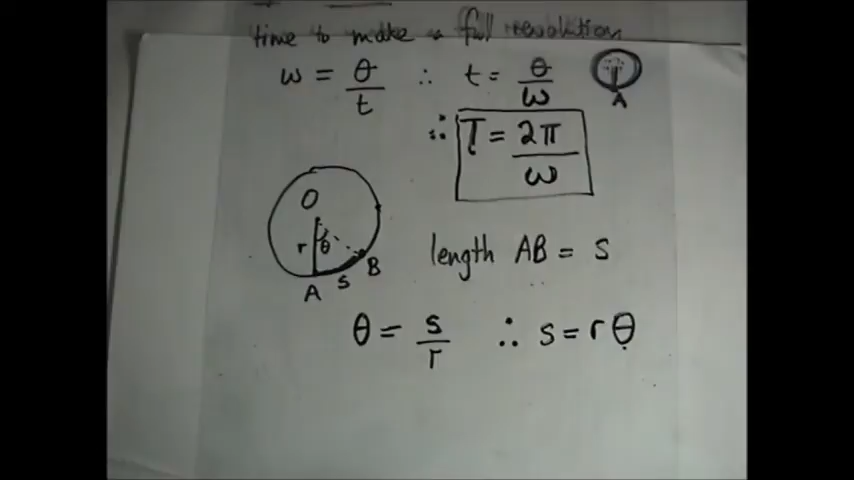 time to make a full revolution
ω = θ/t ∴ t = θ/ω
A
∴ T = 2π/ω
O
r θ
B
S
A
length AB = S
θ = s/r ∴ s = rθ